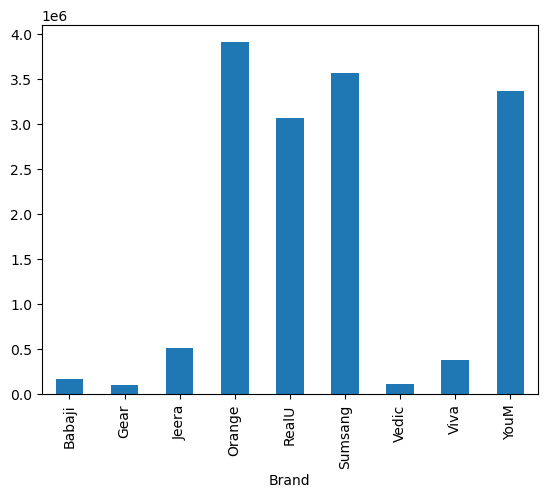 1e6
4.0
3.5
3.0
2.5
2.0
1.5
1.0
0.5
0.0
Babaji
Gear
Jeera
Orange
RealU
Sumsang
Vedic
Viva
YouM
Brand